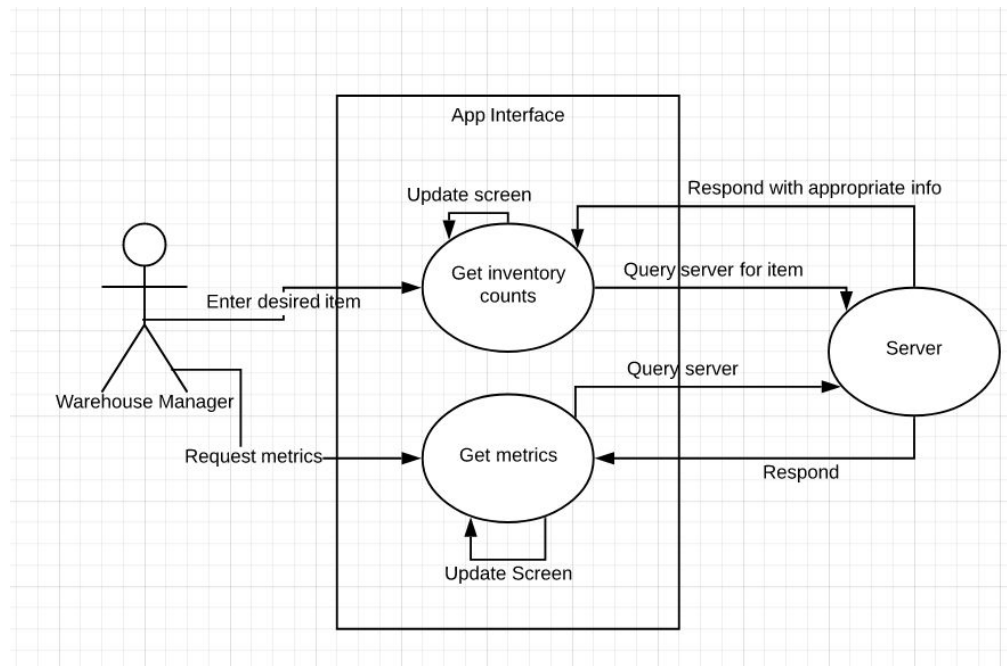 App Interface
Update screen
Respond with appropriate info
Get inventory
counts
Query server for item
Enter desired item
Server
Query server
Warehouse Manager
Request metrics
Get metrics
Respond
Update Screen